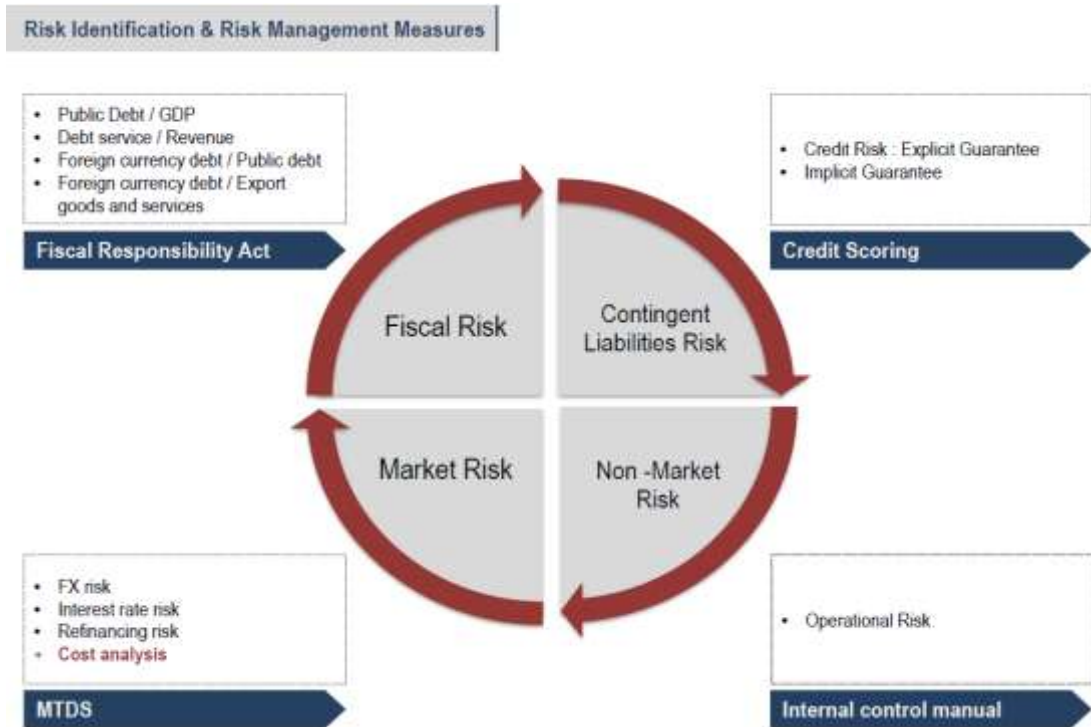 Risk Identification & Risk Management Measures
• Public Debt / GDP
• Debt service / Revenue
• Foreign currency debt / Public debt
• Foreign currency debt / Export
goods and services
Fiscal Responsibility Act
• Credit Risk : Explicit Guarantee
• Implicit Guarantee
Credit Scoring
Fiscal Risk
Contingent
Liabilities Risk
Market Risk
Non -Market
Risk
• FX risk
• Interest rate risk
• Refinancing risk
• Cost analysis
MTDS
• Operational Risk
Internal control manual